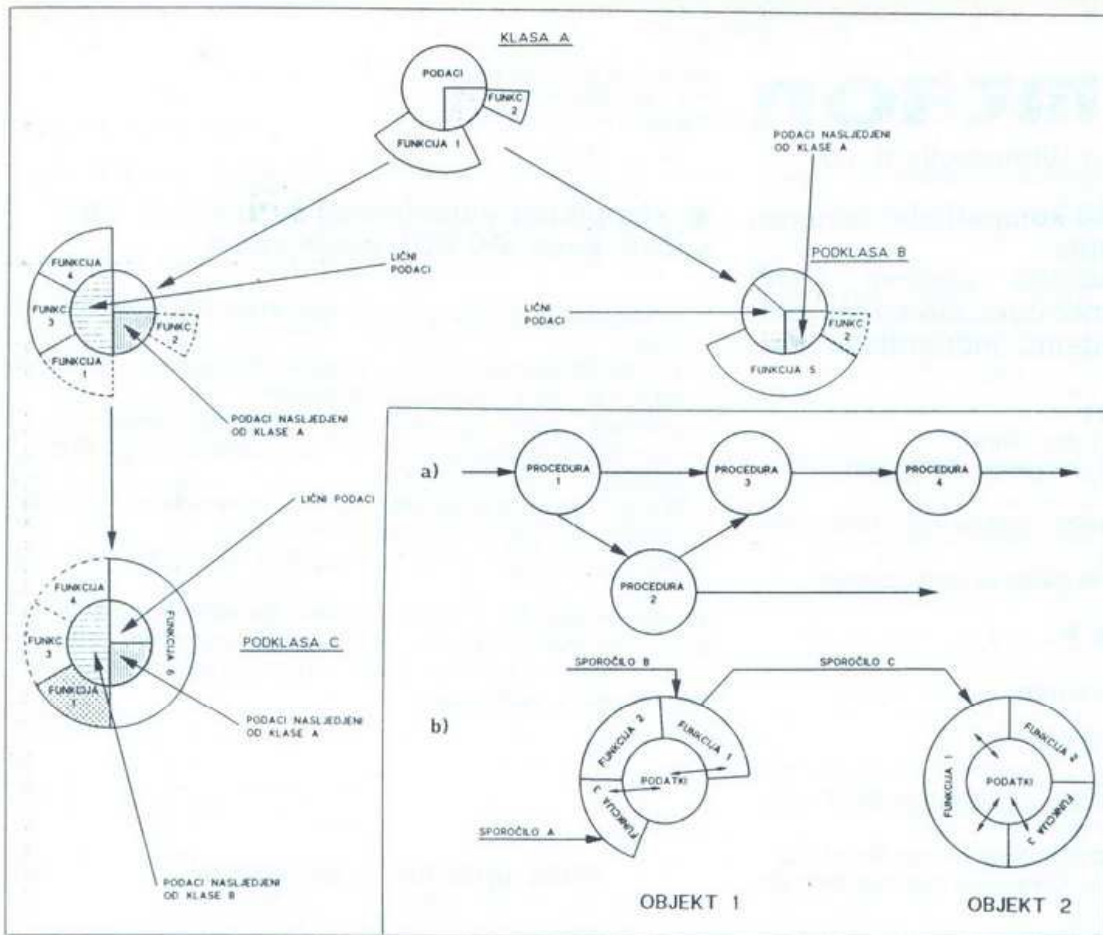 KLASA A
PODACI
FUNKC.
2
FUNKCIJA 1
PODACI NASLJEDJENI
OD KLASE A
FUNKCIJA
4
FUNKC.
3
FUNKCIJA
1
FUNKC.
2
LIČNI
PODACI
PODACI NASLJEDJENI
OD KLASE A
PODKLASA B
LIČNI
PODACI
FUNKC.
2
FUNKCIJA 5
LIČNI PODACI
FUNKCIJA
4
FUNKC.
3
FUNKCIJA
1
FUNKCIJA 6
PODKLASA C
PODACI NASLJEDJENI
OD KLASE A
PODACI NASLJEDJENI
OD KLASE B
a)
PROCEDURA
1
PROCEDURA
3
PROCEDURA
4
PROCEDURA
2
SPOROČILO B
SPOROČILO C
b)
FUNKCIJA 2
FUNKCIJA 1
PODATKI
FUNKCIJA 3
SPOROČILO A
OBJEKT 1
FUNKCIJA 1
FUNKCIJA 2
PODATKI
FUNKCIJA 3
OBJEKT 2